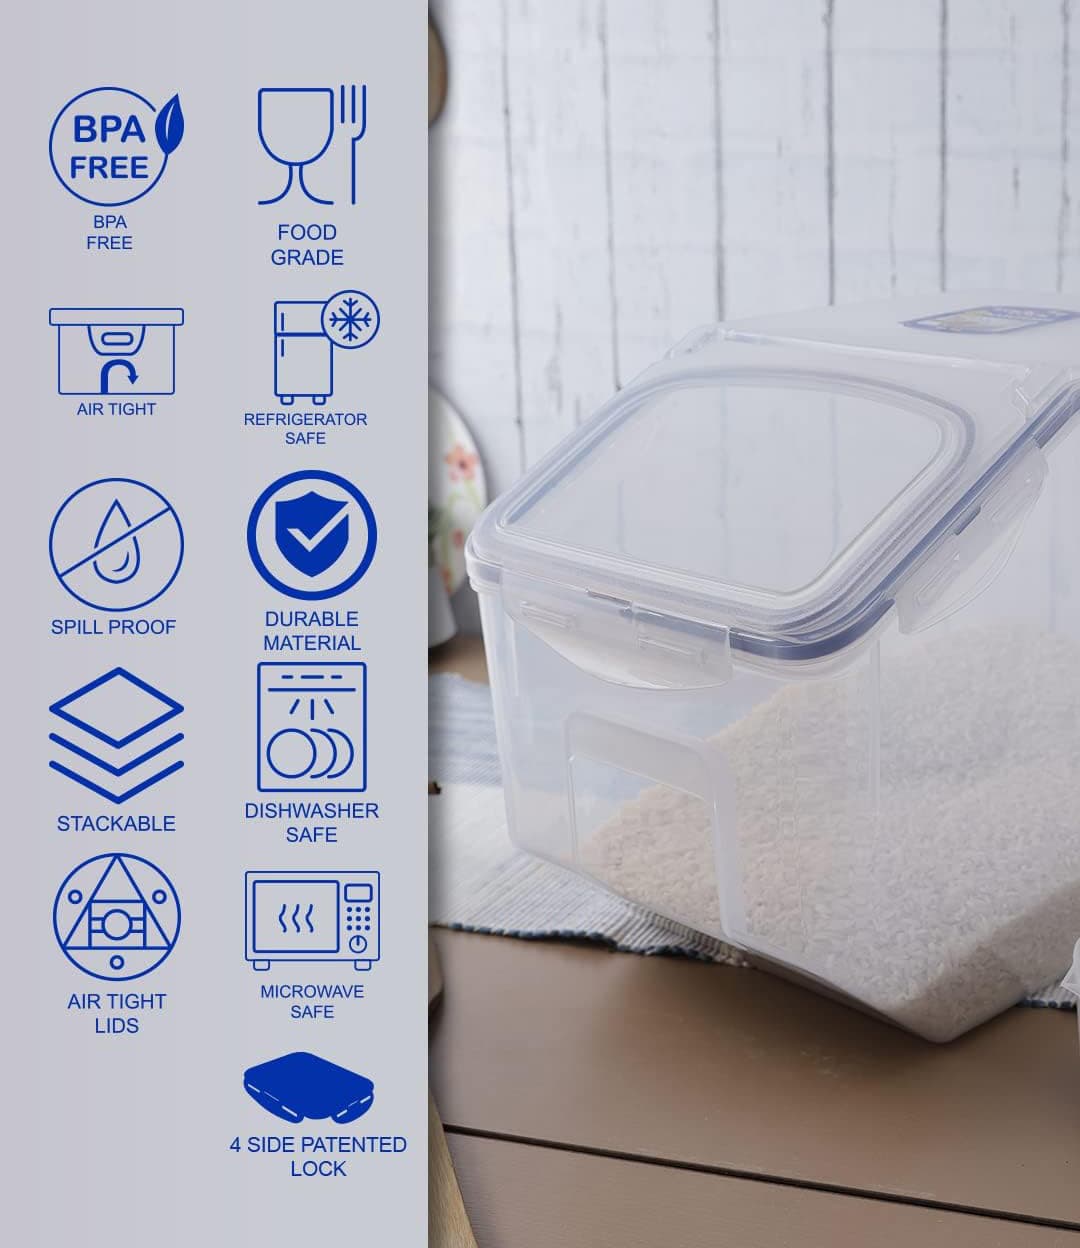 BPA
FREE
BPA
FREE
FOOD
GRADE
AIR TIGHT
REFRIGERATOR
SAFE
SPILL PROOF
DURABLE
MATERIAL
STACKABLE
DISHWASHER
SAFE
AIR TIGHT
LIDS
MICROWAVE
SAFE
4 SIDE PATENTED
LOCK